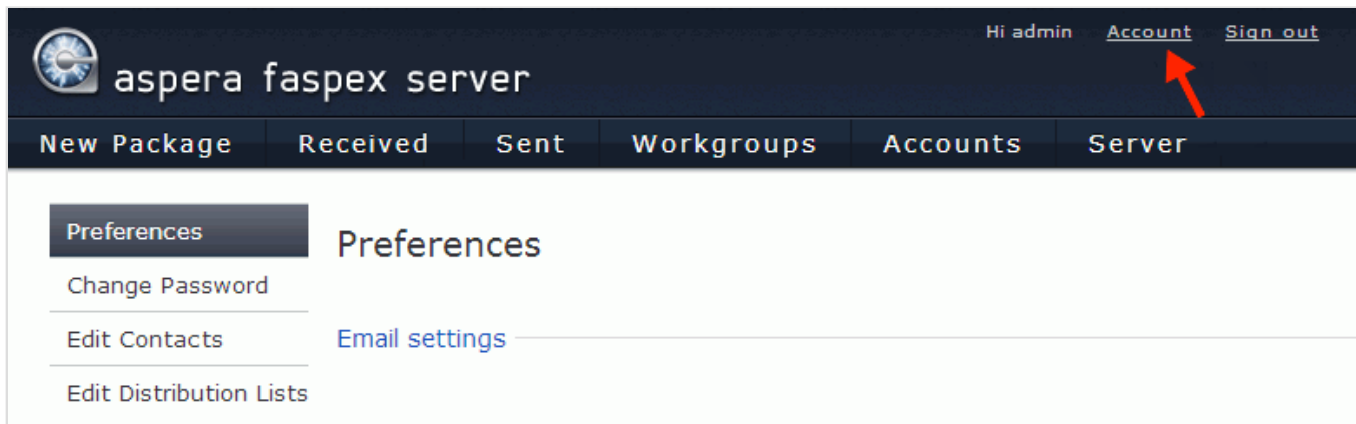 Hi admin Account Sign out
aspera faspex server
New Package Received Sent Workgroups Accounts Server
Preferences
Change Password
Edit Contacts
Edit Distribution Lists
Preferences
Email settings